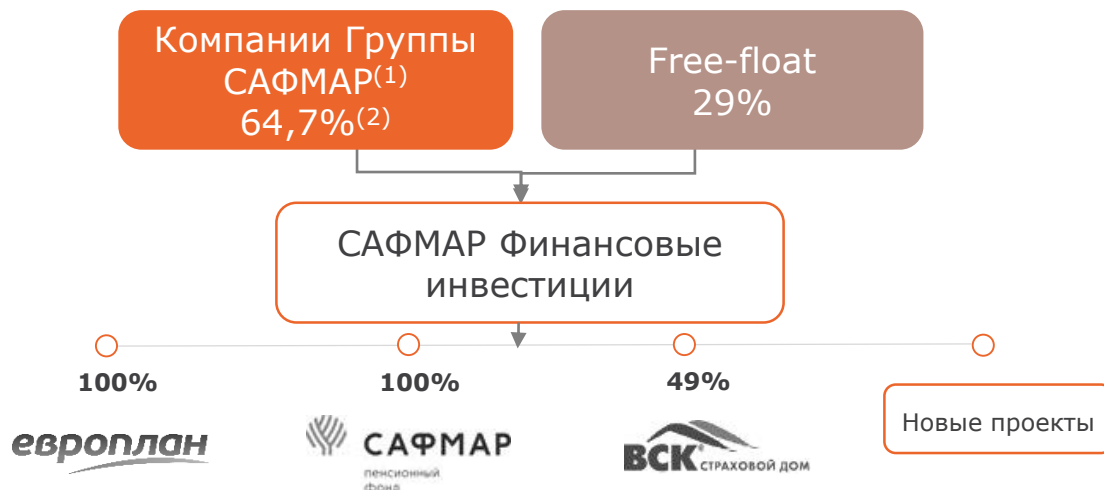 Компании Группы
САФМАР(1)
64,7%(2)
Free-float
29%
САФМАР Финансовые
инвестиции
100%
100%
49%
европлан
САФМАР
пенсионный
фонд
ВСК СТРАХОВОЙ ДОМ
Новые проекты